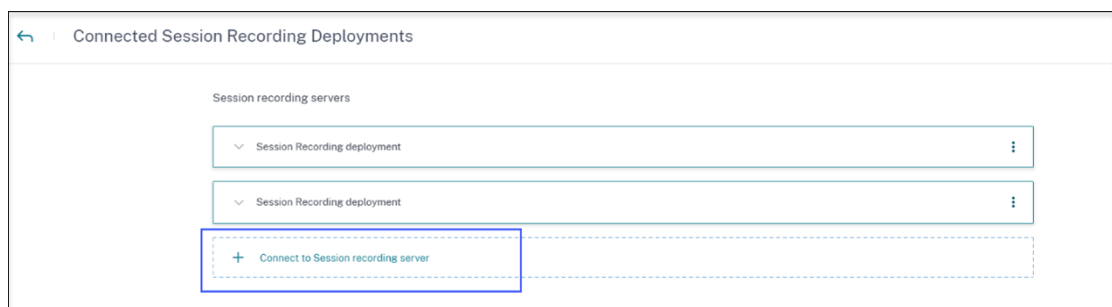 Connected Session Recording Deployments
Session recording servers
Session Recording deployment
Session Recording deployment
Connect to Session recording server